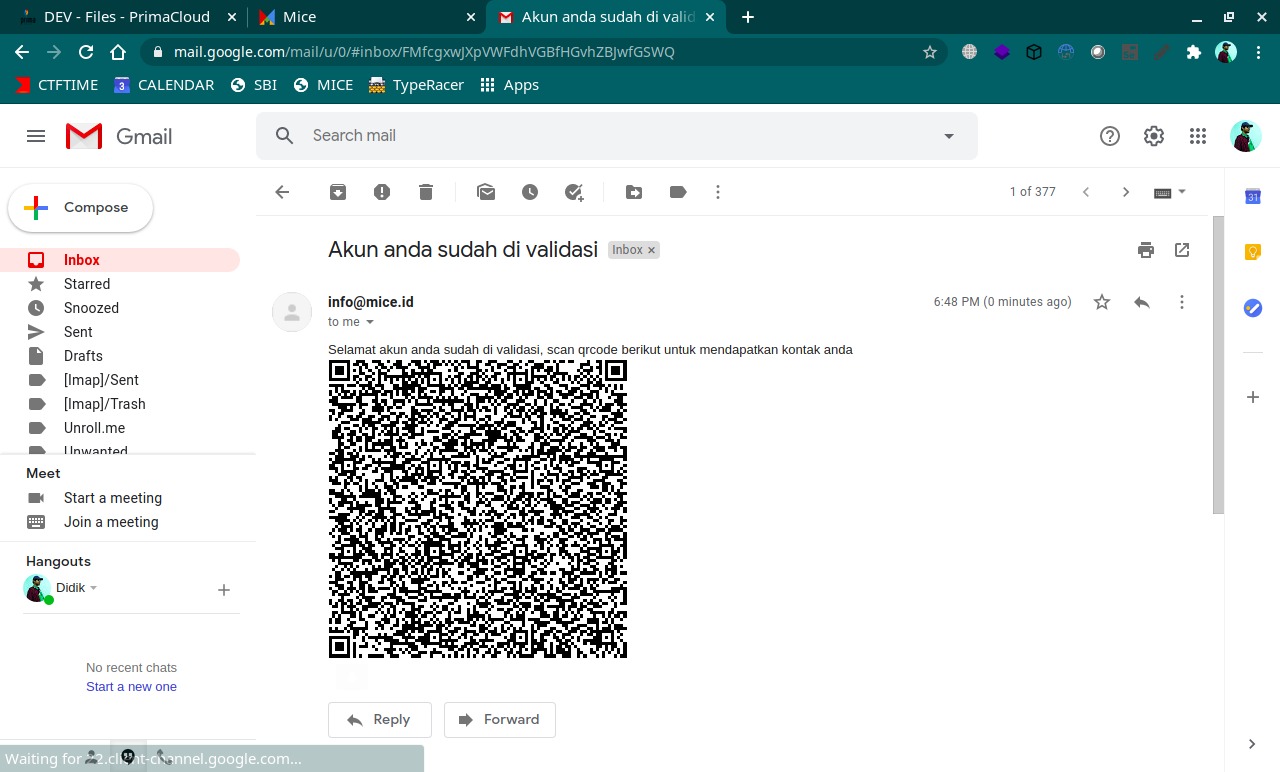 DEV - Files - PrimaCloud
Mice
Akun anda sudah di valid
mail.google.com/mail/u/0/#inbox/FMfcgxwJXpVWFdhVGBfHGvhZBJwfGSWQ
CTFTIME
3
CALENDAR
SBI
MICE
TypeRacer
Apps
Gmail
Search mail
Compose
1 of 377
31
Inbox
Starred
Snoozed
Sent
Drafts
[Imap]/Sent
[Imap]/Trash
Unroll.me
Unwanted
Meet
Start a meeting
Join a meeting
Hangouts
Didik
No recent chats
Start a new one
Akun anda sudah di validasi
Inbox
info@mice.id
6:48 PM (0 minutes ago)
to me
Selamat akun anda sudah di validasi, scan qrcode berikut untuk mendapatkan kontak anda
Reply
Forward
Waiting for
2.client-channel.google.com...